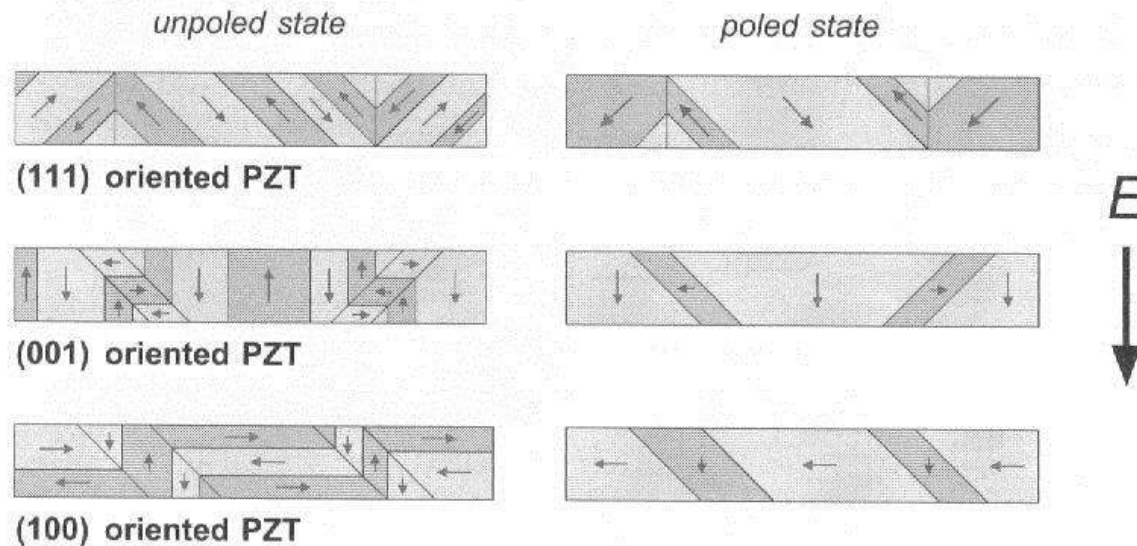 unpoled state
poled state
(111) oriented PZT
E
(001) oriented PZT
(100) oriented PZT